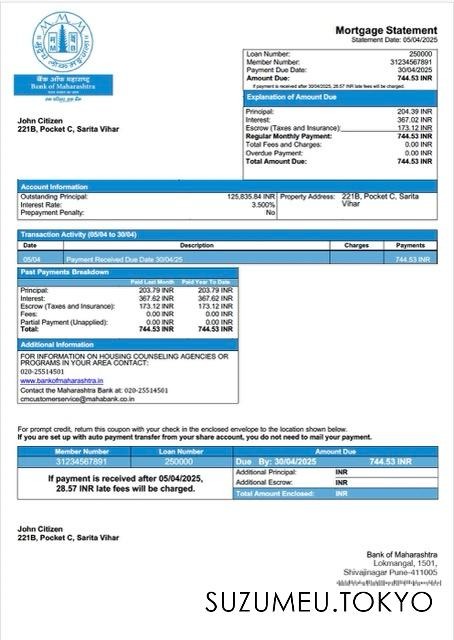 बैंक ऑफ महाराष्ट्र
Bank of Maharashtra
Mortgage Statement
Statement Date: 05/04/2025
Loan Number: 250000
Member Number: 31234567891
Payment Due Date: 30/04/2025
Amount Due: 744.53 INR
If payment is received after 30/04/2025, 28.57 INR late fees will be charged.
John Citizen
221B, Pocket C, Sarita Vihar
Explanation of Amount Due
Principal: 204.39 INR
Interest: 367.02 INR
Escrow (Taxes and Insurance): 173.12 INR
Regular Monthly Payment: 744.53 INR
Total Fees and Charges: 0.00 INR
Overdue Payment: 0.00 INR
Total Amount Due: 744.53 INR
Account Information
Outstanding Principal: 125,835.84 INR
Interest Rate: 3.500%
Prepayment Penalty: No
Property Address: 221B, Pocket C, Sarita
Vihar
Transaction Activity (05/04 to 30/04)
Date Description Charges Payments
05/04 Payment Received Due Date 30/04/25 744.53 INR
Past Payments Breakdown
Paid Last Month Paid Year To Date
Principal: 203.79 INR 203.79 INR
Interest: 367.62 INR 367.62 INR
Escrow (Taxes and Insurance): 173.12 INR 173.12 INR
Fees: 0.00 INR 0.00 INR
Partial Payment (Unapplied): 0.00 INR 0.00 INR
Total: 744.53 INR 744.53 INR
Additional Information
FOR INFORMATION ON HOUSING COUNSELING AGENCIES OR
PROGRAMS IN YOUR AREA CONTACT:
020-25514501
www.bankofmaharashtra.in
Contact the Maharashtra Bank at: 020-25514501
cmcustomerservice@mahabank.co.in
For prompt credit, return this coupon with your check in the enclosed envelope to the location shown below.
If you are set up with auto payment transfer from your share account, you do not need to mail your payment.
Member Number Loan Number Amount Due
31234567891 250000 Due By: 30/04/2025 744.53 INR
If payment is received after 05/04/2025,
28.57 INR late fees will be charged.
Additional Principal: INR
Additional Escrow: INR
Total Amount Enclosed: INR
John Citizen
221B, Pocket C, Sarita Vihar
Bank of Maharashtra
Lokmangal, 1501,
Shivajinagar Pune-411005
SUZUMEU.TOKYO